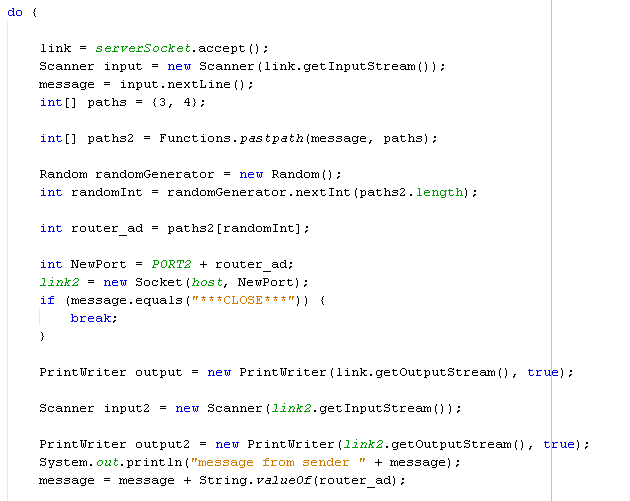 do {
link = serverSocket.accept();
Scanner input = new Scanner(link.getInputStream());
message = input.nextLine();
int[] paths = {3, 4};
int[] paths2 = Functions.pastpath(message, paths);
Random randomGenerator = new Random();
int randomInt = randomGenerator.nextInt(paths2.length);
int router_ad = paths2[randomInt];
int NewPort = PORT2 + router_ad;
link2 = new Socket(host, NewPort);
if (message.equals("***CLOSE***")) {
break;
}
PrintWriter output = new PrintWriter(link.getOutputStream(), true);
Scanner input2 = new Scanner(link2.getInputStream());
PrintWriter output2 = new PrintWriter(link2.getOutputStream(), true);
System.out.println("message from sender " + message);
message = message + String.valueOf(router_ad);